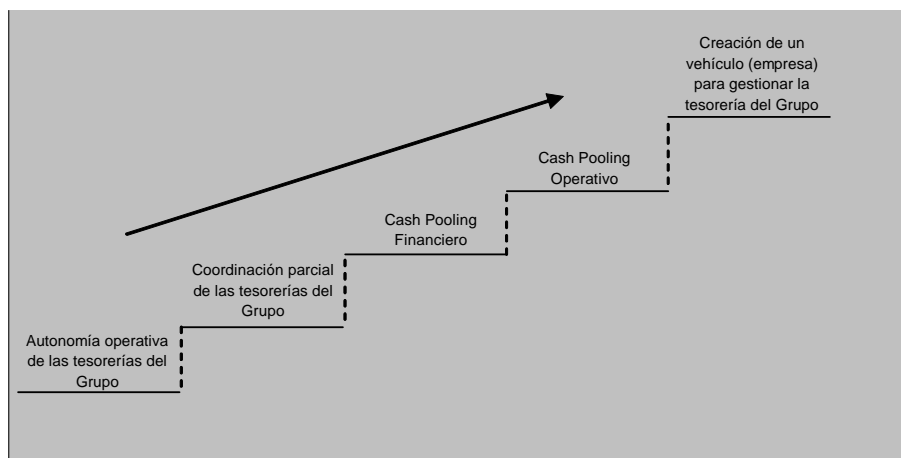 Creación de un
vehículo (empresa)
para gestionar la
tesorería del Grupo
Cash Pooling
Operativo
Cash Pooling
Financiero
Coordinación parcial
de las tesorerías del
Grupo
Autonomía operativa
de las tesorerías del
Grupo